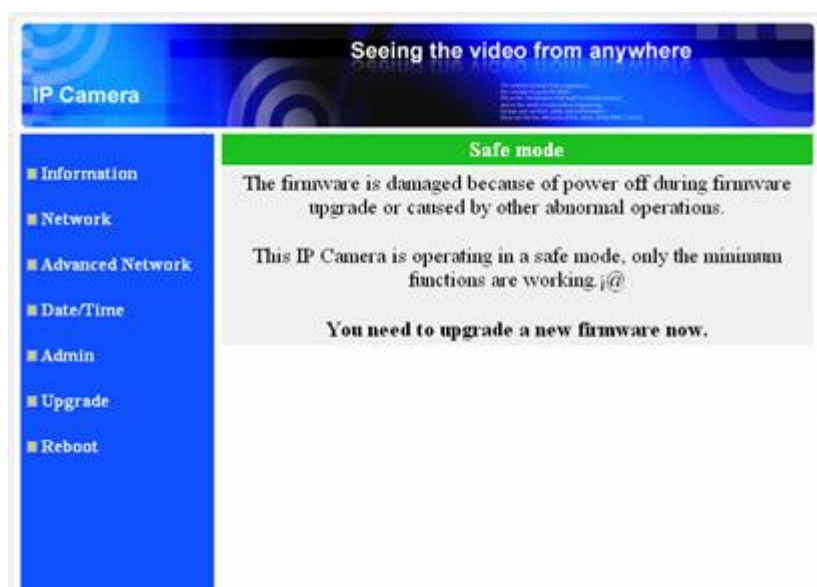 Seeing the video from anywhere
IP Camera
Information
Network
Advanced Network
Date/Time
Admin
Upgrade
Reboot
Safe mode
The firmware is damaged because of power off during firmware
upgrade or caused by other abnormal operations.
This IP Camera is operating in a safe mode, only the minimum
functions are working.¡@
You need to upgrade a new firmware now.